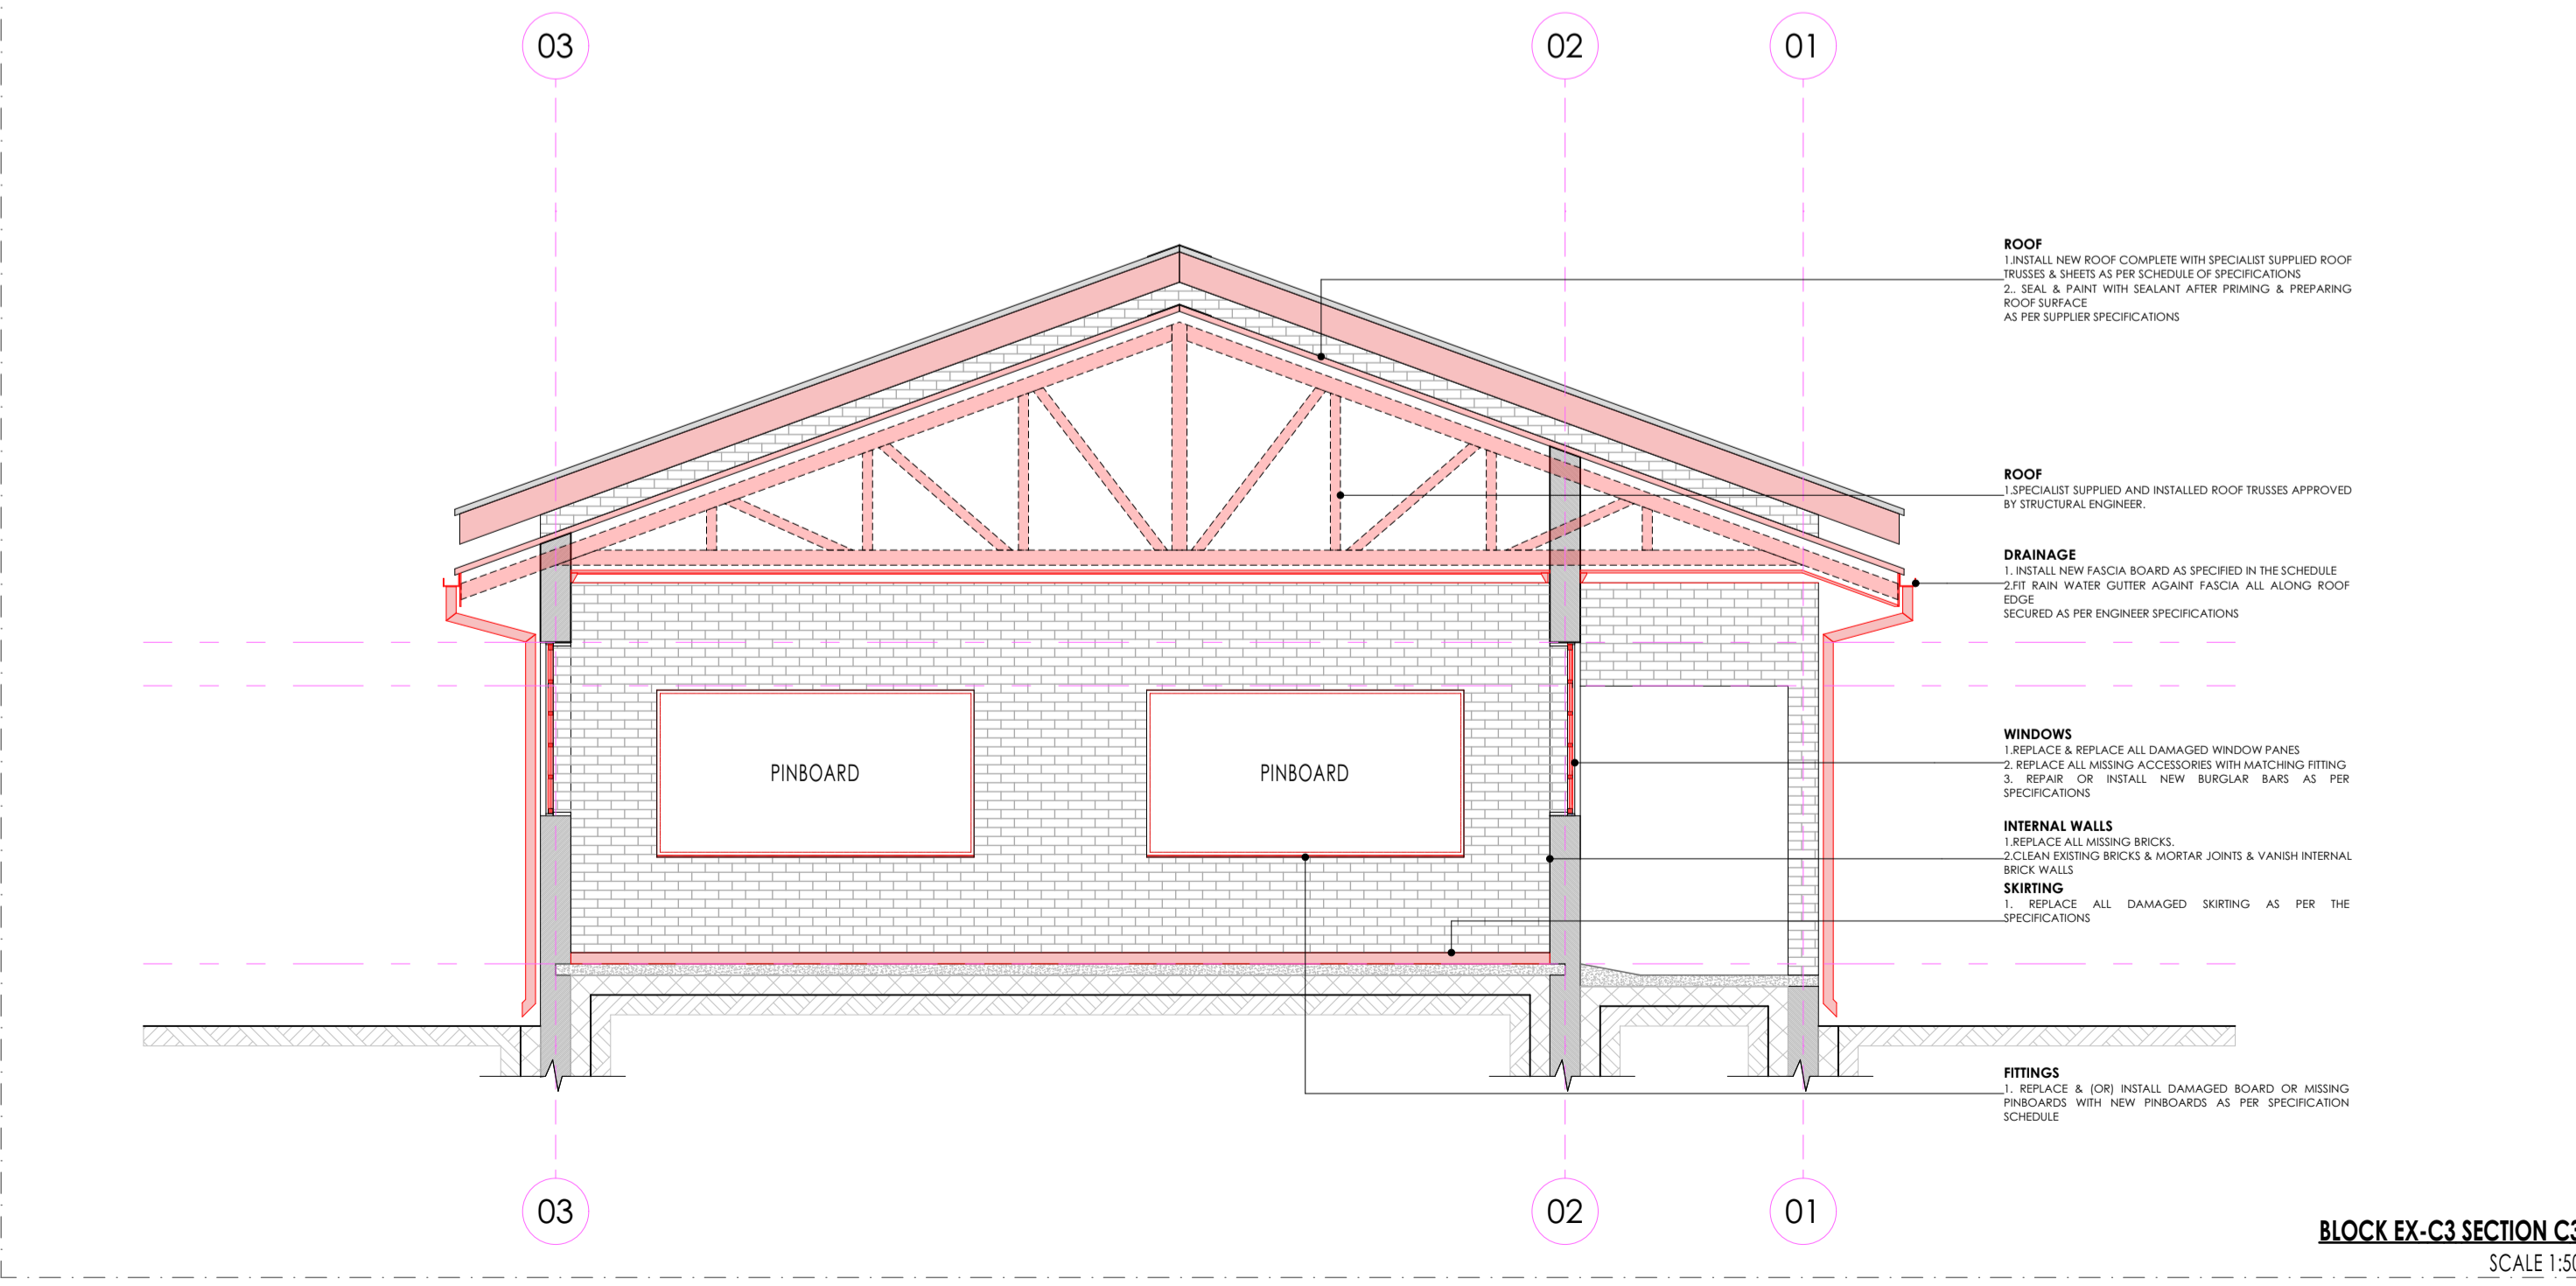 03
02
01
ROOF
1.INSTALL NEW ROOF COMPLETE WITH SPECIALIST SUPPLIED ROOF
TRUSSES & SHEETS AS PER SCHEDULE OF SPECIFICATIONS
2.. SEAL & PAINT WITH SEALANT AFTER PRIMING & PREPARING
ROOF SURFACE
AS PER SUPPLIER SPECIFICATIONS
ROOF
1.SPECIALIST SUPPLIED AND INSTALLED ROOF TRUSSES APPROVED
BY STRUCTURAL ENGINEER.
DRAINAGE
1. INSTALL NEW FASCIA BOARD AS SPECIFIED IN THE SCHEDULE
2.FIT RAIN WATER GUTTER AGAINT FASCIA ALL ALONG ROOF
EDGE
SECURED AS PER ENGINEER SPECIFICATIONS
WINDOWS
1.REPLACE & REPLACE ALL DAMAGED WINDOW PANES
2. REPLACE ALL MISSING ACCESSORIES WITH MATCHING FITTING
3. REPAIR OR INSTALL NEW BURGLAR BARS AS PER
SPECIFICATIONS
PINBOARD
PINBOARD
INTERNAL WALLS
1.REPLACE ALL MISSING BRICKS.
2.CLEAN EXISTING BRICKS & MORTAR JOINTS & VANISH INTERNAL
BRICK WALLS
SKIRTING
1. REPLACE ALL DAMAGED SKIRTING AS PER THE
SPECIFICATIONS
FITTINGS
1. REPLACE & (OR) INSTALL DAMAGED BOARD OR MISSING
PINBOARDS WITH NEW PINBOARDS AS PER SPECIFICATION
SCHEDULE
03
02
01
BLOCK EX-C3 SECTION C3
SCALE 1:50